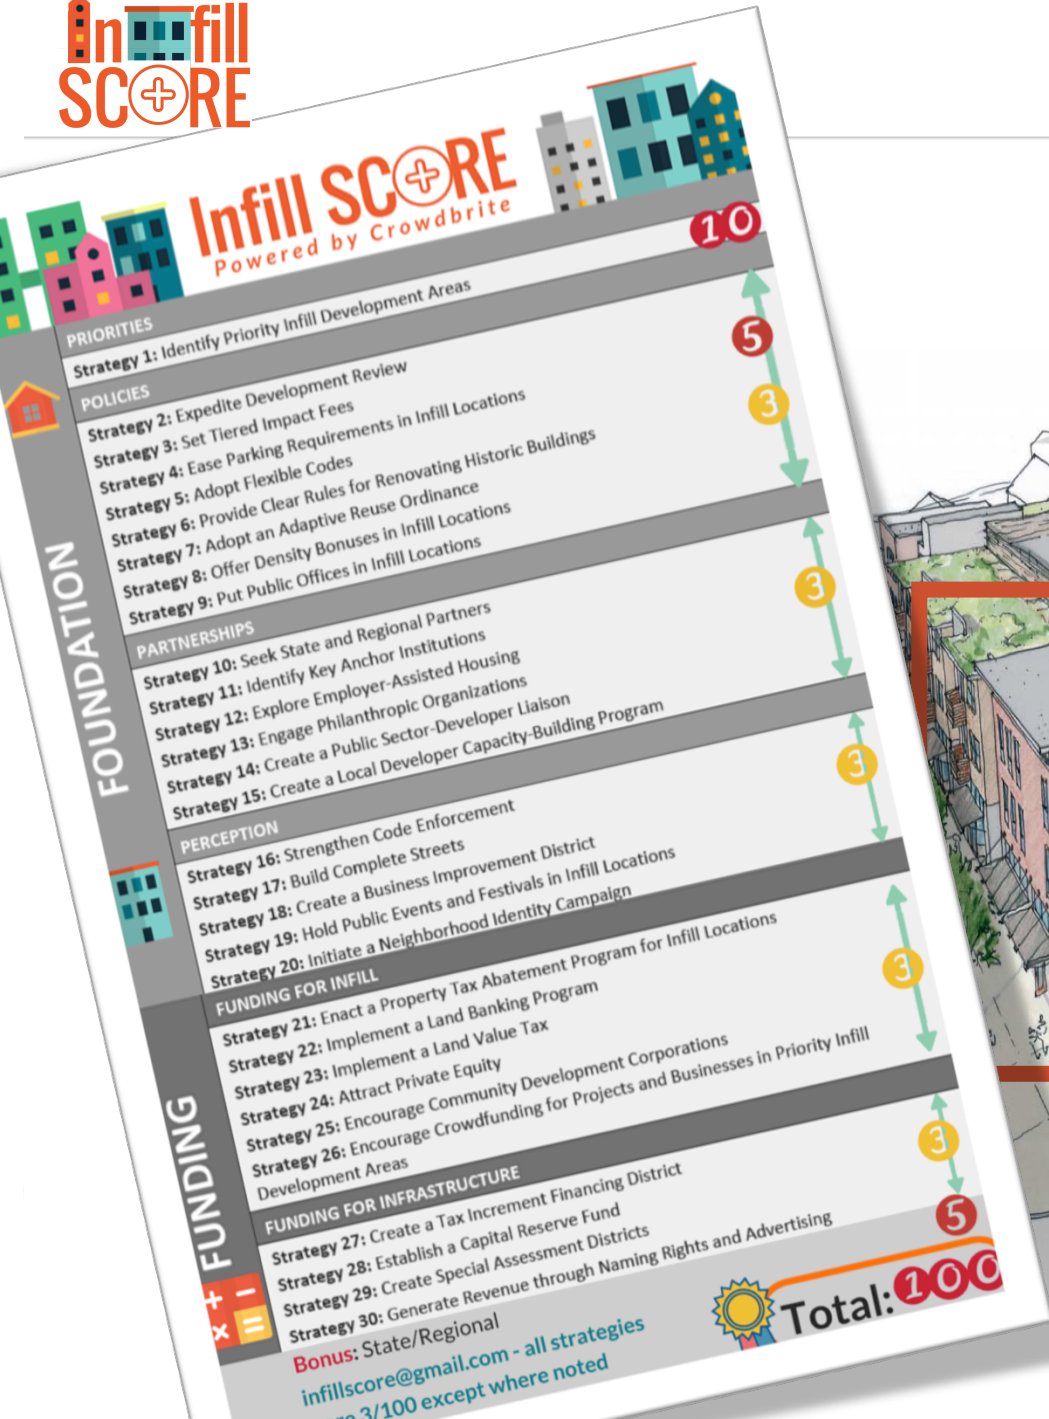 Infill
SCORE
Infill SCORE
Powered by Crowdbrite
PRIORITIES
10
Strategy 1: Identify Priority Infill Development Areas
POLICIES
Strategy 2: Expedite Development Review
5
Strategy 3: Set Tiered Impact Fees
Strategy 4: Ease Parking Requirements in Infill Locations
3
Strategy 5: Adopt Flexible Codes
Strategy 6: Provide Clear Rules for Renovating Historic Buildings
Strategy 7: Adopt an Adaptive Reuse Ordinance
Strategy 8: Offer Density Bonuses in Infill Locations
Strategy 9: Put Public Offices in Infill Locations
FOUNDATION
PARTNERSHIPS
Strategy 10: Seek State and Regional Partners
3
Strategy 11: Identify Key Anchor Institutions
Strategy 12: Explore Employer-Assisted Housing
Strategy 13: Engage Philanthropic Organizations
Strategy 14: Create a Public Sector-Developer Liaison
Strategy 15: Create a Local Developer Capacity-Building Program
PERCEPTION
3
Strategy 16: Strengthen Code Enforcement
Strategy 17: Build Complete Streets
Strategy 18: Create a Business Improvement District
Strategy 19: Hold Public Events and Festivals in Infill Locations
Strategy 20: Initiate a Neighborhood Identity Campaign
FUNDING FOR INFILL
Strategy 21: Enact a Property Tax Abatement Program for Infill Locations
3
Strategy 22: Implement a Land Banking Program
Strategy 23: Implement a Land Value Tax
Strategy 24: Attract Private Equity
Strategy 25: Encourage Community Development Corporations
Strategy 26: Encourage Crowdfunding for Projects and Businesses in Priority Infill
Development Areas
FUNDING
FUNDING FOR INFRASTRUCTURE
3
Strategy 27: Create a Tax Increment Financing District
Strategy 28: Establish a Capital Reserve Fund
Strategy 29: Create Special Assessment Districts
Strategy 30: Generate Revenue through Naming Rights and Advertising
+ −
× =
Bonus: State/Regional
5
Total: 100
infillscore@gmail.com - all strategies
3/100 except where noted